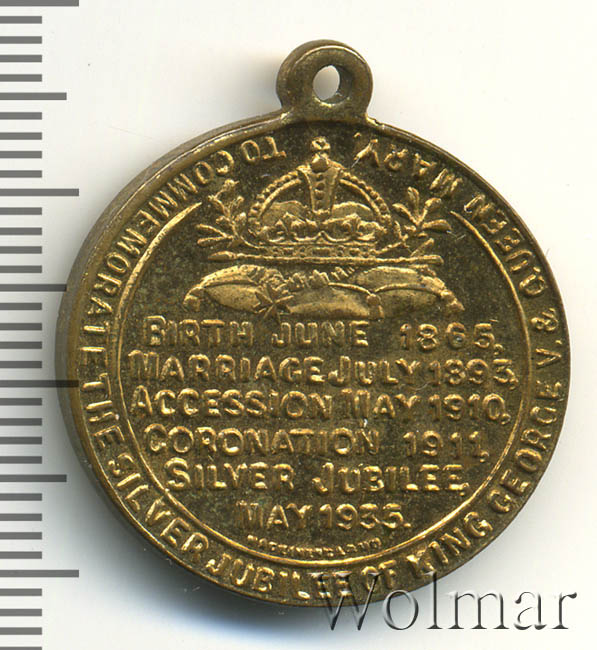 TO COMMEMORATE THE SILVER JUBILEE OF KING GEORGE V. & QUEEN MARY.
BIRTH JUNE 1865.
MARRIAGE JULY 1893,
ACCESSION MAY 1910,
CORONATION 1911,
SILVER JUBILEE
MAY 1935.
Wolmar